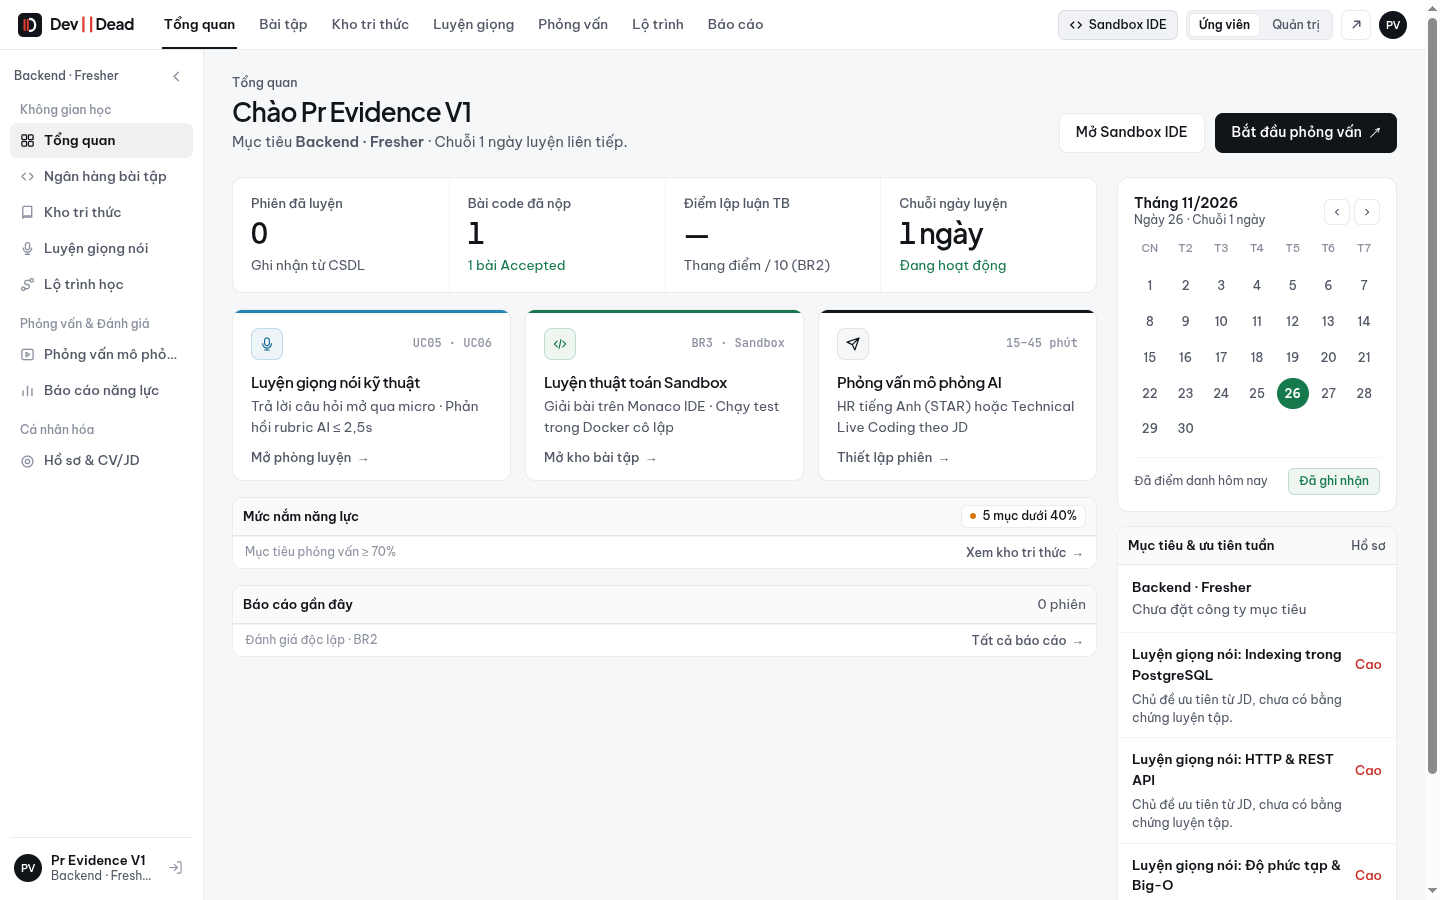 Dev||Dead
Tổng quan
Bài tập
Kho tri thức
Luyện giọng
Phỏng vấn
Lộ trình
Báo cáo
Sandbox IDE
Ứng viên
Quản trị
PV
Backend · Fresher
Không gian học
Tổng quan
Ngân hàng bài tập
Kho tri thức
Luyện giọng nói
Lộ trình học
Phỏng vấn & Đánh giá
Phỏng vấn mô phỏ...
Báo cáo năng lực
Cá nhân hóa
Hồ sơ & CV/JD
PV
Pr Evidence V1
Backend · Fresh...
Tổng quan
Chào Pr Evidence V1
Mục tiêu Backend · Fresher · Chuỗi 1 ngày luyện liên tiếp.
Mở Sandbox IDE
Bắt đầu phỏng vấn ↗
Phiên đã luyện
0
Ghi nhận từ CSDL
Bài code đã nộp
1
1 bài Accepted
Điểm lập luận TB
—
Thang điểm / 10 (BR2)
Chuỗi ngày luyện
1 ngày
Đang hoạt động
UC05 · UC06
Luyện giọng nói kỹ thuật
Trả lời câu hỏi mở qua micro · Phản
hồi rubric AI ≤ 2,5s
Mở phòng luyện →
BR3 · Sandbox
Luyện thuật toán Sandbox
Giải bài trên Monaco IDE · Chạy test
trong Docker cô lập
Mở kho bài tập →
15–45 phút
Phỏng vấn mô phỏng AI
HR tiếng Anh (STAR) hoặc Technical
Live Coding theo JD
Thiết lập phiên →
Mức nắm năng lực
5 mục dưới 40%
Mục tiêu phỏng vấn ≥ 70%
Xem kho tri thức →
Báo cáo gần đây
0 phiên
Đánh giá độc lập · BR2
Tất cả báo cáo →
Tháng 11/2026
Ngày 26 · Chuỗi 1 ngày
CN T2 T3 T4 T5 T6 T7
1 2 3 4 5 6 7
8 9 10 11 12 13 14
15 16 17 18 19 20 21
22 23 24 25 26 27 28
29 30
Đã điểm danh hôm nay
Đã ghi nhận
Mục tiêu & ưu tiên tuần
Hồ sơ
Backend · Fresher
Chưa đặt công ty mục tiêu
Luyện giọng nói: Indexing trong
PostgreSQL
Cao
Chủ đề ưu tiên từ JD, chưa có bằng
chứng luyện tập.
Luyện giọng nói: HTTP & REST
API
Cao
Chủ đề ưu tiên từ JD, chưa có bằng
chứng luyện tập.
Luyện giọng nói: Độ phức tạp &
Big-O
Cao